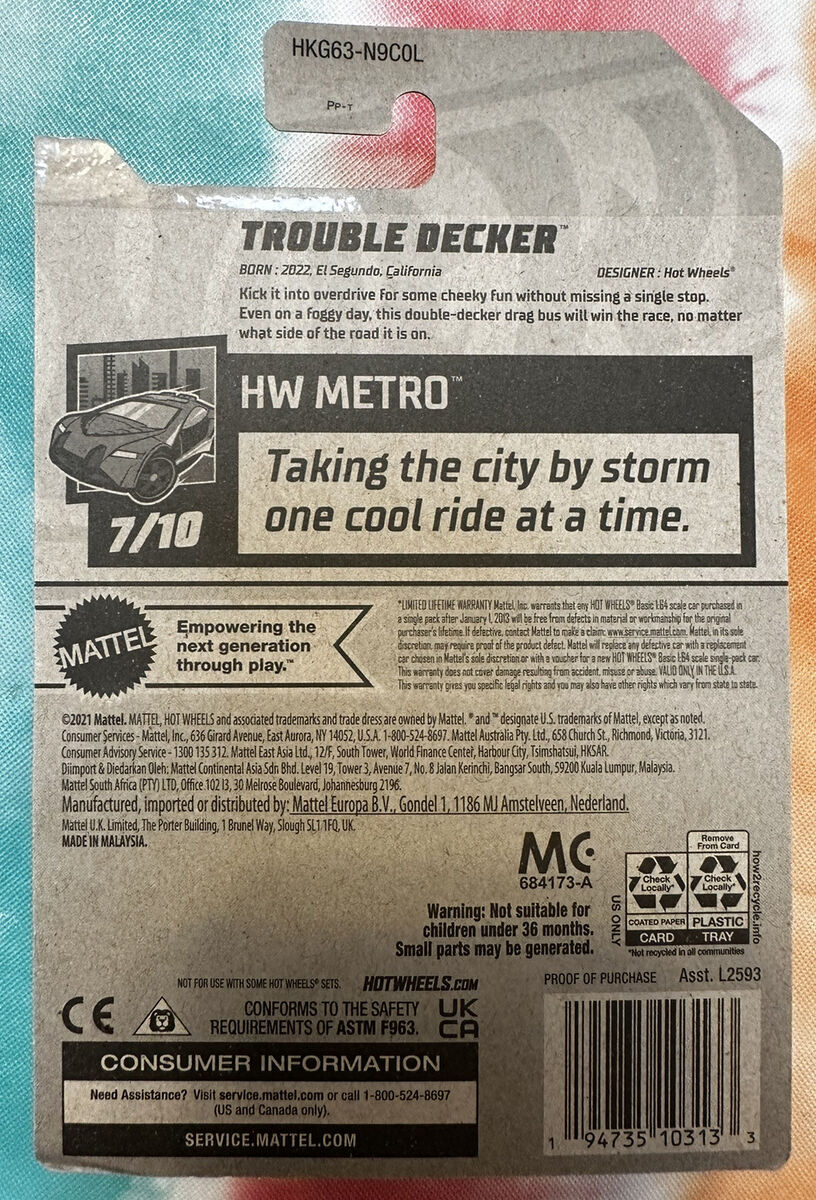 HKG63-N9C0L
PP-T
TROUBLE DECKER™
BORN : 2022, El Segundo, California DESIGNER : Hot Wheels®
Kick it into overdrive for some cheeky fun without missing a single stop.
Even on a foggy day, this double-decker drag bus will win the race, no matter
what side of the road it is on.
HW METRO™
Taking the city by storm
one cool ride at a time.
7/10
MATTEL
Empowering the
next generation
through play.™
*LIMITED LIFETIME WARRANTY Mattel, Inc. warrants that any HOT WHEELS® Basic 1:64 scale car purchased in
a single pack after January 1, 2013 will be free from defects in material or workmanship for the original
purchaser's lifetime. If defective, contact Mattel to make a claim: www.service.mattel.com. Mattel, in its sole
discretion, may require proof of the product defect. Mattel will replace any defective car with a replacement
car chosen in Mattel's sole discretion or with a voucher for a new HOT WHEELS® Basic 1:64 scale single-pack car.
This warranty does not cover damage resulting from accident, misuse or abuse. VALID ONLY IN THE U.S.A.
This warranty gives you specific legal rights and you may also have other rights which vary from state to state.
©2021 Mattel. MATTEL, HOT WHEELS and associated trademarks and trade dress are owned by Mattel. ® and ™ designate U.S. trademarks of Mattel, except as noted.
Consumer Services - Mattel, Inc., 636 Girard Avenue, East Aurora, NY 14052, U.S.A. 1-800-524-8697. Mattel Australia Pty. Ltd., 658 Church St., Richmond, Victoria, 3121.
Consumer Advisory Service - 1300 135 312. Mattel East Asia Ltd., 12/F, South Tower, World Finance Center, Harbour City, Tsimshatsui, HKSAR.
Diimport & Diedarkan Oleh: Mattel Continental Asia Sdn Bhd. Level 19, Tower 3, Avenue 7, No. 8 Jalan Kerinchi, Bangsar South, 59200 Kuala Lumpur, Malaysia.
Mattel South Africa (PTY) LTD, Office 102 I3, 30 Melrose Boulevard, Johannesburg 2196.
Manufactured, imported or distributed by: Mattel Europa B.V., Gondel 1, 1186 MJ Amstelveen, Nederland.
Mattel U.K. Limited, The Porter Building, 1 Brunel Way, Slough SL1 1FQ, UK.
MADE IN MALAYSIA.
MC
684173-A
Warning: Not suitable for
children under 36 months.
Small parts may be generated.
US ONLY
Remove
From Card
Check
Locally*
Check
Locally*
COATED PAPER PLASTIC
CARD TRAY
*Not recycled in all communities
how2recycle.info
NOT FOR USE WITH SOME HOT WHEELS® SETS. HOTWHEELS.COM
PROOF OF PURCHASE Asst. L2593
CE
CONFORMS TO THE SAFETY
REQUIREMENTS OF ASTM F963.
UK
CA
CONSUMER INFORMATION
Need Assistance? Visit service.mattel.com or call 1-800-524-8697
(US and Canada only).
SERVICE.MATTEL.COM
1 94735 10313 3